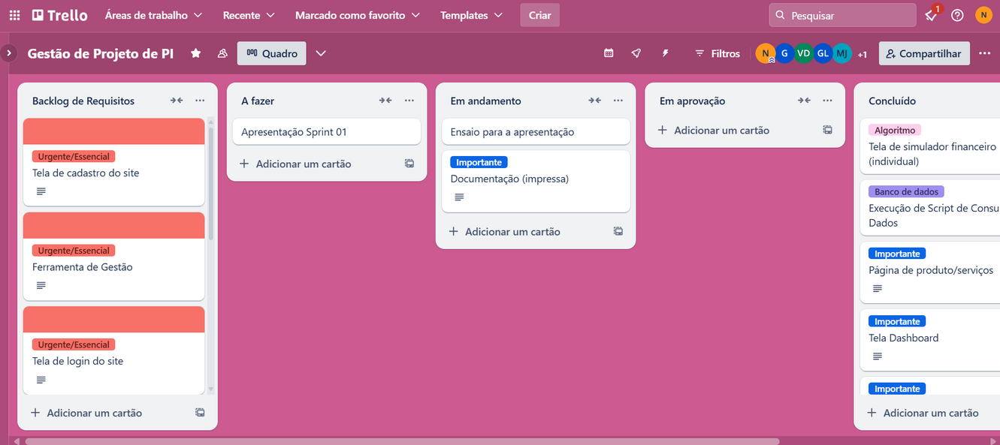 Trello
Áreas de trabalho
Recente
Marcado como favorito
Templates
Criar
Pesquisar
1
N
Gestão de Projeto de PI
Quadro
Filtros
N
G
VD
GL
MJ
+1
Compartilhar
Backlog de Requisitos
Urgente/Essencial
Tela de cadastro do site
Urgente/Essencial
Ferramenta de Gestão
Urgente/Essencial
Tela de login do site
Adicionar um cartão
A fazer
Apresentação Sprint 01
Adicionar um cartão
Em andamento
Ensaio para a apresentação
Importante
Documentação (impressa)
Adicionar um cartão
Em aprovação
Adicionar um cartão
Concluído
Algoritmo
Tela de simulador financeiro
(individual)
Banco de dados
Execução de Script de Consu
Dados
Importante
Página de produto/serviços
Importante
Tela Dashboard
Importante
Adicionar um cartão